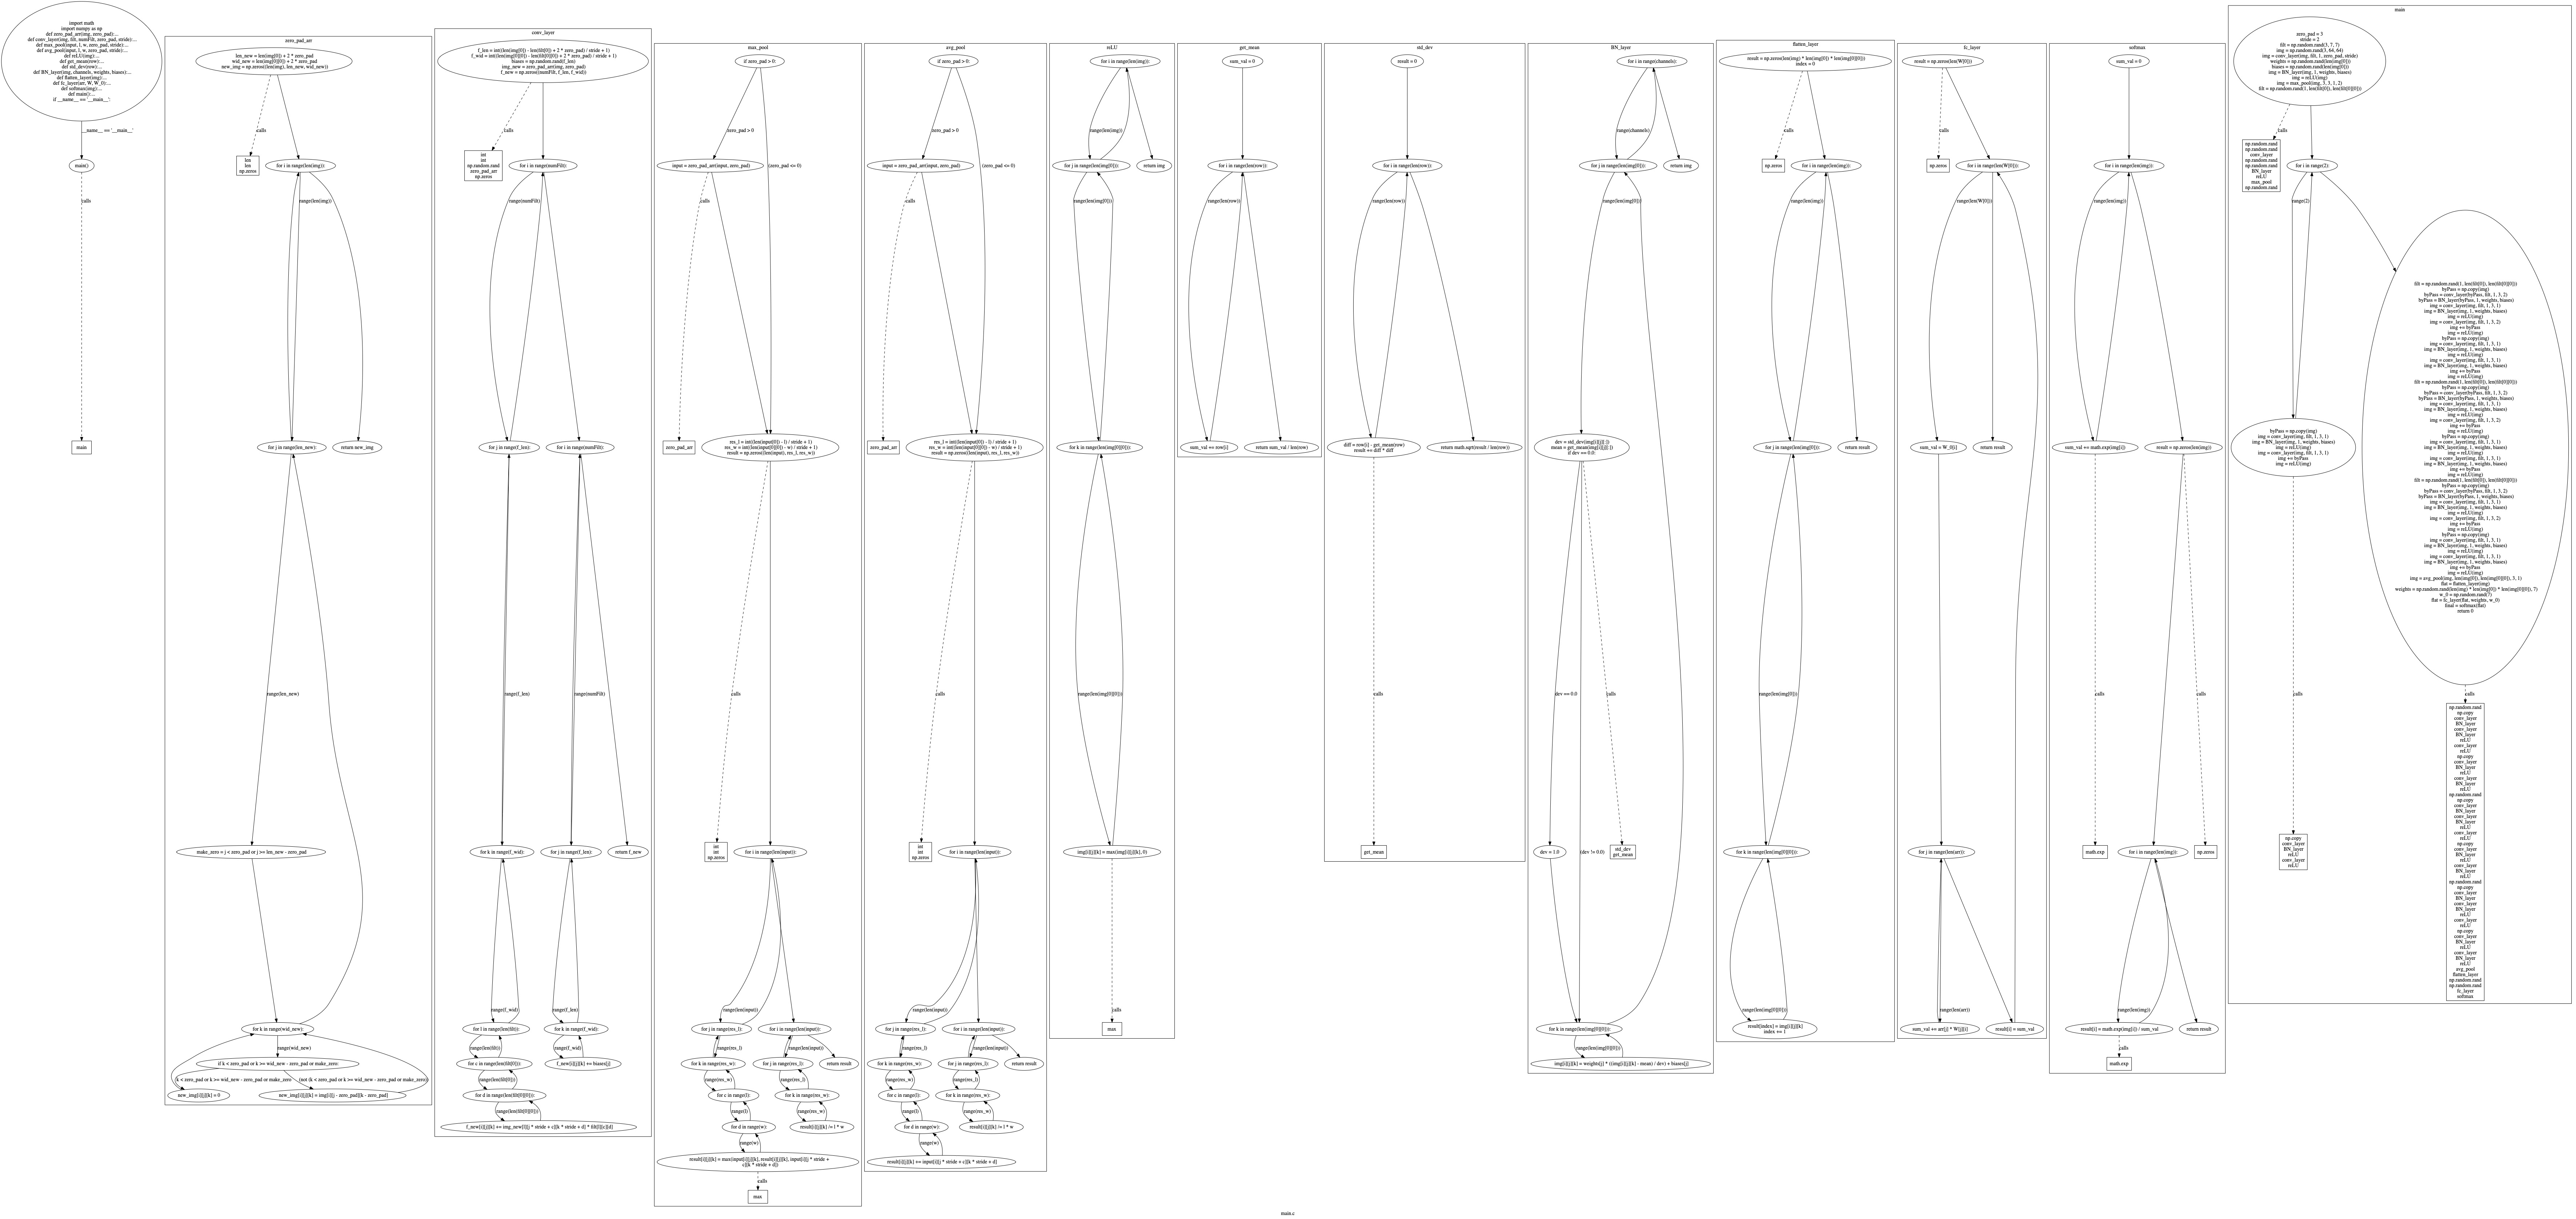 import math
import numpy as np
def zero_pad_arr(img, zero_pad):...
def conv_layer(img, filt, numFilt, zero_pad, stride):...
def max_pool(input, l, w, zero_pad, stride):...
def avg_pool(input, l, w, zero_pad, stride):...
def reLU(img):...
def get_mean(row):...
def std_dev(row):...
def BN_layer(img, channels, weights, biases):...
def flatten_layer(img):...
def fc_layer(arr, W, W_0):...
def softmax(img):...
def main():...
if __name__ == '__main__':
__name__ == '__main__'
main()
calls
main
zero_pad_arr
len_new = len(img[0]) + 2 * zero_pad
wid_new = len(img[0][0]) + 2 * zero_pad
new_img = np.zeros((len(img), len_new, wid_new))
calls
len
len
np.zeros
for i in range(len(img)):
range(len(img))
for j in range(len_new):
return new_img
range(len_new)
make_zero = j < zero_pad or j >= len_new - zero_pad
for k in range(wid_new):
range(wid_new)
if k < zero_pad or k >= wid_new - zero_pad or make_zero:
k < zero_pad or k >= wid_new - zero_pad or make_zero
(not (k < zero_pad or k >= wid_new - zero_pad or make_zero))
new_img[i][j][k] = 0
new_img[i][j][k] = img[i][j - zero_pad][k - zero_pad]
conv_layer
f_len = int((len(img[0]) - len(filt[0]) + 2 * zero_pad) / stride + 1)
f_wid = int((len(img[0][0]) - len(filt[0][0]) + 2 * zero_pad) / stride + 1)
biases = np.random.rand(f_len)
img_new = zero_pad_arr(img, zero_pad)
f_new = np.zeros((numFilt, f_len, f_wid))
calls
int
int
np.random.rand
zero_pad_arr
np.zeros
for i in range(numFilt):
range(numFilt)
for j in range(f_len):
for i in range(numFilt):
range(f_len)
range(numFilt)
for k in range(f_wid):
for j in range(f_len):
return f_new
range(f_wid)
range(f_len)
for l in range(len(filt)):
for k in range(f_wid):
range(len(filt))
range(f_wid)
for c in range(len(filt[0])):
f_new[i][j][k] += biases[j]
range(len(filt[0]))
for d in range(len(filt[0][0])):
range(len(filt[0][0]))
f_new[i][j][k] += img_new[l][j * stride + c][k * stride + d] * filt[l][c][d]
max_pool
if zero_pad > 0:
zero_pad > 0
input = zero_pad_arr(input, zero_pad)
(zero_pad <= 0)
calls
zero_pad_arr
res_l = int((len(input[0]) - l) / stride + 1)
res_w = int((len(input[0][0]) - w) / stride + 1)
result = np.zeros((len(input), res_l, res_w))
calls
int
int
np.zeros
for i in range(len(input)):
range(len(input))
for j in range(res_l):
for i in range(len(input)):
range(res_l)
range(len(input))
for k in range(res_w):
for j in range(res_l):
return result
range(res_w)
range(res_l)
for c in range(l):
for k in range(res_w):
range(l)
range(res_w)
for d in range(w):
result[i][j][k] /= l * w
range(w)
result[i][j][k] = max(input[i][j][k], result[i][j][k], input[i][j * stride +
c][k * stride + d])
calls
max
avg_pool
if zero_pad > 0:
zero_pad > 0
input = zero_pad_arr(input, zero_pad)
(zero_pad <= 0)
calls
zero_pad_arr
res_l = int((len(input[0]) - l) / stride + 1)
res_w = int((len(input[0][0]) - w) / stride + 1)
result = np.zeros((len(input), res_l, res_w))
calls
int
int
np.zeros
for i in range(len(input)):
range(len(input))
for j in range(res_l):
for i in range(len(input)):
range(res_l)
range(len(input))
for k in range(res_w):
for j in range(res_l):
return result
range(res_w)
range(res_l)
for c in range(l):
for k in range(res_w):
range(l)
range(res_w)
for d in range(w):
result[i][j][k] /= l * w
range(w)
result[i][j][k] += input[i][j * stride + c][k * stride + d]
reLU
for i in range(len(img)):
range(len(img))
for j in range(len(img[0])):
return img
range(len(img[0]))
for k in range(len(img[0][0])):
range(len(img[0][0]))
img[i][j][k] = max(img[i][j][k], 0)
calls
max
get_mean
sum_val = 0
for i in range(len(row)):
range(len(row))
sum_val += row[i]
return sum_val / len(row)
std_dev
result = 0
for i in range(len(row)):
range(len(row))
diff = row[i] - get_mean(row)
result += diff * diff
return math.sqrt(result / len(row))
calls
get_mean
BN_layer
for i in range(channels):
range(channels)
for j in range(len(img[0])):
return img
range(len(img[0]))
dev = std_dev(img[i][j][:])
mean = get_mean(img[i][j][:])
if dev == 0.0:
dev == 0.0
(dev != 0.0)
calls
dev = 1.0
std_dev
get_mean
for k in range(len(img[0][0])):
range(len(img[0][0]))
img[i][j][k] = weights[j] * ((img[i][j][k] - mean) / dev) + biases[j]
flatten_layer
result = np.zeros(len(img) * len(img[0]) * len(img[0][0]))
index = 0
calls
np.zeros
for i in range(len(img)):
range(len(img))
for j in range(len(img[0])):
return result
range(len(img[0]))
for k in range(len(img[0][0])):
range(len(img[0][0]))
result[index] = img[i][j][k]
index += 1
fc_layer
result = np.zeros(len(W[0]))
calls
np.zeros
for i in range(len(W[0])):
range(len(W[0]))
sum_val = W_0[i]
return result
for j in range(len(arr)):
range(len(arr))
sum_val += arr[j] * W[j][i]
result[i] = sum_val
softmax
sum_val = 0
for i in range(len(img)):
range(len(img))
sum_val += math.exp(img[i])
result = np.zeros(len(img))
calls
calls
math.exp
for i in range(len(img)):
np.zeros
range(len(img))
result[i] = math.exp(img[i]) / sum_val
return result
calls
math.exp
main
zero_pad = 3
stride = 2
filt = np.random.rand(3, 7, 7)
img = np.random.rand(3, 64, 64)
img = conv_layer(img, filt, 1, zero_pad, stride)
weights = np.random.rand(len(img[0]))
biases = np.random.rand(len(img[0]))
img = BN_layer(img, 1, weights, biases)
img = reLU(img)
img = max_pool(img, 3, 3, 1, 2)
filt = np.random.rand(1, len(filt[0]), len(filt[0][0]))
calls
np.random.rand
np.random.rand
conv_layer
np.random.rand
np.random.rand
BN_layer
reLU
max_pool
np.random.rand
for i in range(2):
range(2)
byPass = np.copy(img)
img = conv_layer(img, filt, 1, 3, 1)
img = BN_layer(img, 1, weights, biases)
img = reLU(img)
img = conv_layer(img, filt, 1, 3, 1)
img += byPass
img = reLU(img)
calls
np.copy
conv_layer
BN_layer
reLU
conv_layer
reLU
filt = np.random.rand(1, len(filt[0]), len(filt[0][0]))
byPass = np.copy(img)
byPass = conv_layer(byPass, filt, 1, 3, 2)
byPass = BN_layer(byPass, 1, weights, biases)
img = conv_layer(img, filt, 1, 3, 1)
img = BN_layer(img, 1, weights, biases)
img = reLU(img)
img = conv_layer(img, filt, 1, 3, 2)
img += byPass
img = reLU(img)
byPass = np.copy(img)
img = conv_layer(img, filt, 1, 3, 1)
img = BN_layer(img, 1, weights, biases)
img = reLU(img)
img = conv_layer(img, filt, 1, 3, 1)
img = BN_layer(img, 1, weights, biases)
img += byPass
img = reLU(img)
filt = np.random.rand(1, len(filt[0]), len(filt[0][0]))
byPass = np.copy(img)
byPass = conv_layer(byPass, filt, 1, 3, 2)
byPass = BN_layer(byPass, 1, weights, biases)
img = conv_layer(img, filt, 1, 3, 1)
img = BN_layer(img, 1, weights, biases)
img = reLU(img)
img = conv_layer(img, filt, 1, 3, 2)
img += byPass
img = reLU(img)
byPass = np.copy(img)
img = conv_layer(img, filt, 1, 3, 1)
img = BN_layer(img, 1, weights, biases)
img = reLU(img)
img = conv_layer(img, filt, 1, 3, 1)
img = BN_layer(img, 1, weights, biases)
img += byPass
img = reLU(img)
filt = np.random.rand(1, len(filt[0]), len(filt[0][0]))
byPass = np.copy(img)
byPass = conv_layer(byPass, filt, 1, 3, 2)
byPass = BN_layer(byPass, 1, weights, biases)
img = conv_layer(img, filt, 1, 3, 1)
img = BN_layer(img, 1, weights, biases)
img = reLU(img)
img = conv_layer(img, filt, 1, 3, 2)
img += byPass
img = reLU(img)
byPass = np.copy(img)
img = conv_layer(img, filt, 1, 3, 1)
img = BN_layer(img, 1, weights, biases)
img = reLU(img)
img = conv_layer(img, filt, 1, 3, 1)
img = BN_layer(img, 1, weights, biases)
img += byPass
img = reLU(img)
img = avg_pool(img, len(img[0]), len(img[0][0]), 3, 1)
flat = flatten_layer(img)
weights = np.random.rand(len(img) * len(img[0]) * len(img[0][0]), 7)
w_0 = np.random.rand(7)
flat = fc_layer(flat, weights, w_0)
final = softmax(flat)
return 0
calls
np.random.rand
np.copy
conv_layer
BN_layer
conv_layer
BN_layer
reLU
conv_layer
reLU
np.copy
conv_layer
BN_layer
reLU
conv_layer
BN_layer
reLU
np.random.rand
np.copy
conv_layer
BN_layer
conv_layer
BN_layer
reLU
conv_layer
reLU
np.copy
conv_layer
BN_layer
reLU
conv_layer
BN_layer
reLU
np.random.rand
np.copy
conv_layer
BN_layer
conv_layer
BN_layer
reLU
conv_layer
reLU
np.copy
conv_layer
BN_layer
reLU
conv_layer
BN_layer
reLU
avg_pool
flatten_layer
np.random.rand
np.random.rand
fc_layer
softmax
main.c